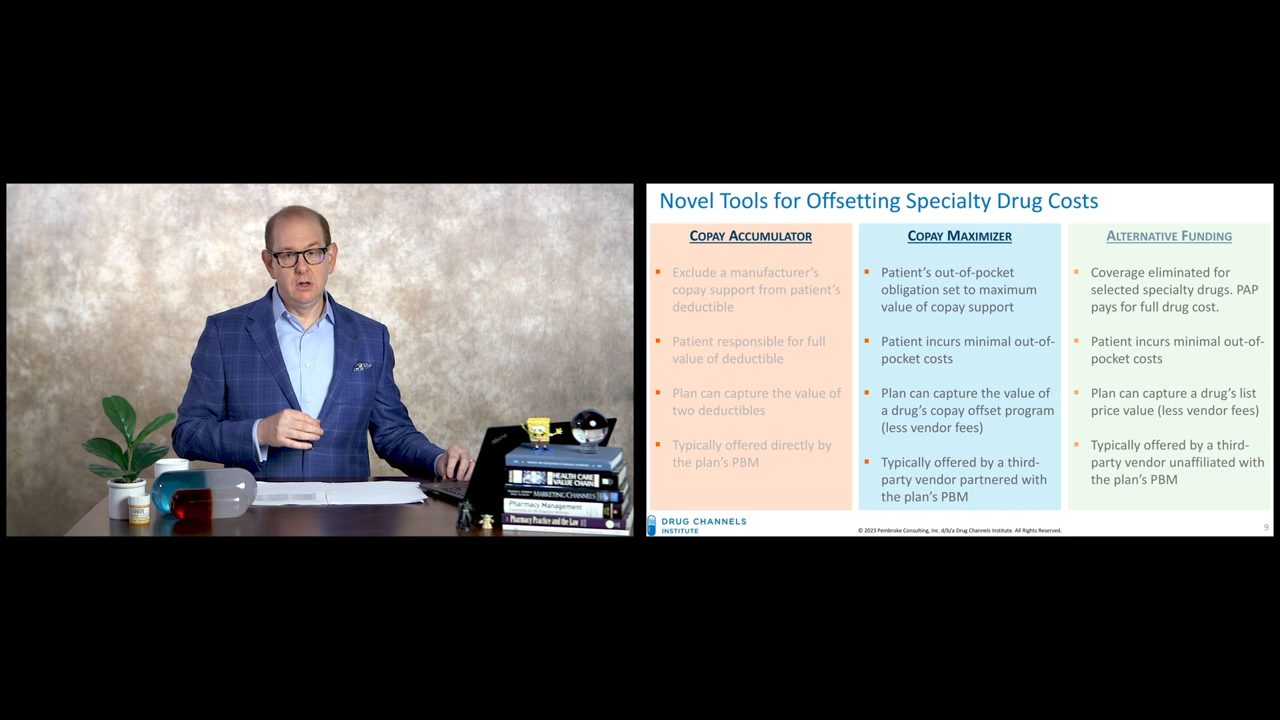 Novel Tools for Offsetting Specialty Drug Costs
COPAY ACCUMULATOR
Exclude a manufacturer's
copay support from patient's
deductible
Patient responsible for full
value of deductible
Plan can capture the value of
two deductibles
Typically offered directly by
the plan's PBM
COPAY MAXIMIZER
Patient's out-of-pocket
obligation set to maximum
value of copay support
Patient incurs minimal out-of-
pocket costs
Plan can capture the value of
a drug's copay offset program
(less vendor fees)
Typically offered by a third-
party vendor partnered with
the plan's PBM
ALTERNATIVE FUNDING
Coverage eliminated for
selected specialty drugs. PAP
pays for full drug cost.
Patient incurs minimal out-of-
pocket costs
Plan can capture a drug's list
price value (less vendor fees)
Typically offered by a third-
party vendor unaffiliated with
the plan's PBM
DRUG CHANNELS
INSTITUTE
© 2023 Pembroke Consulting, Inc. d/b/a Drug Channels Institute. All Rights Reserved.
9
HEALTH CARE
VALUE CHAIN
MARKETING CHANNELS
Pharmacy Management
Pharmacy Practice and the Law